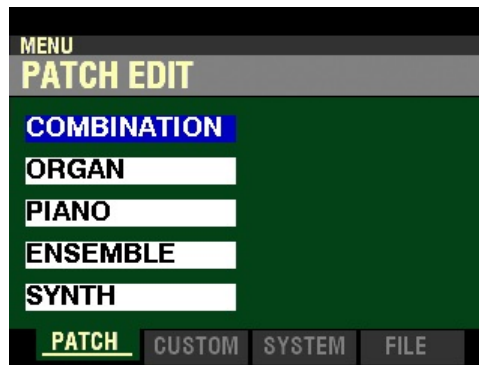 MENU
PATCH EDIT
COMBINATION
ORGAN
PIANO
ENSEMBLE
SYNTH
PATCH CUSTOM SYSTEM FILE